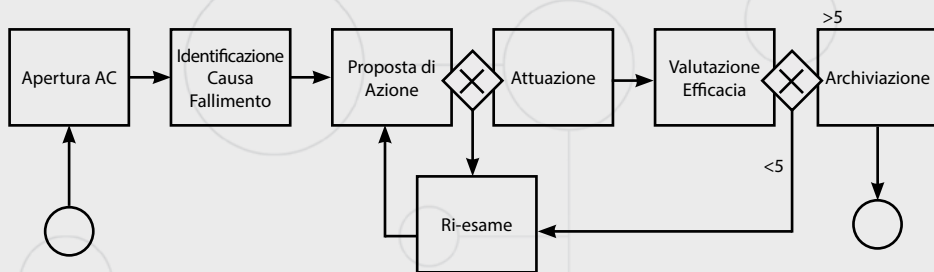 >5
Apertura AC
Identificazione
Causa
Fallimento
Proposta di
Azione
Attuazione
Valutazione
Efficacia
Archiviazione
<5
Ri-esame